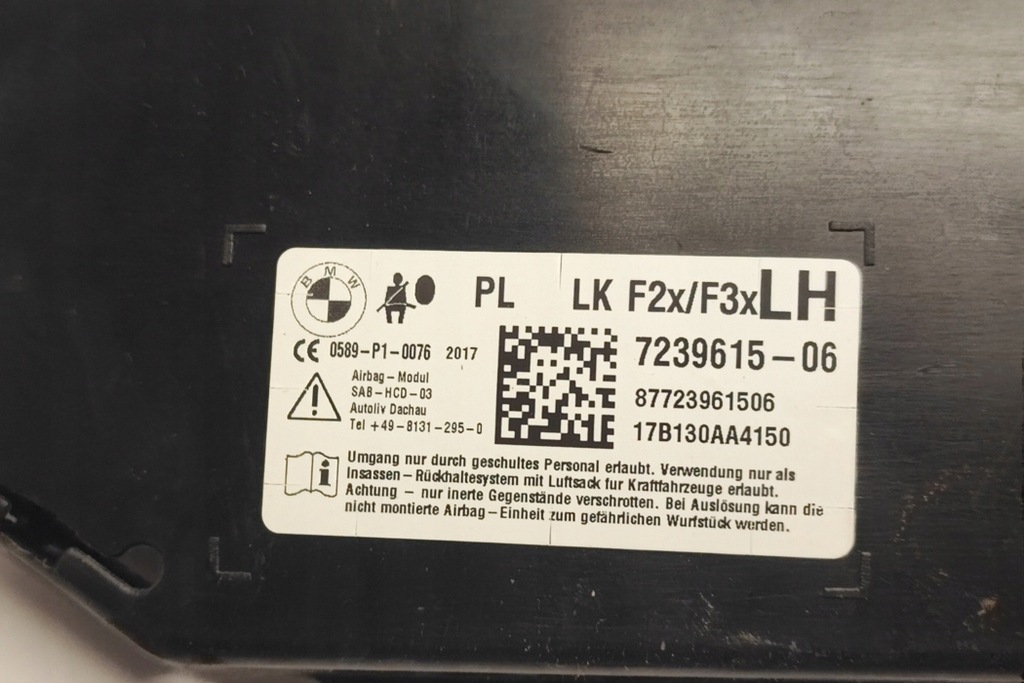 BMW
PL LK F2x/F3x LH
CE 0589-P1-0076 2017
7239615-06
87723961506
17B130AA4150
Airbag-Modul
SAB-HCD-03
Autoliv Dachau
Tel +49-8131-295-0
Umgang nur durch geschultes Personal erlaubt. Verwendung nur als
Insassen-Rückhaltesystem mit Luftsack fur Kraftfahrzeuge erlaubt.
Achtung - nur inerte Gegenstände verschrotten. Bei Auslösung kann die
nicht montierte Airbag-Einheit zum gefährlichen Wurfstück werden.